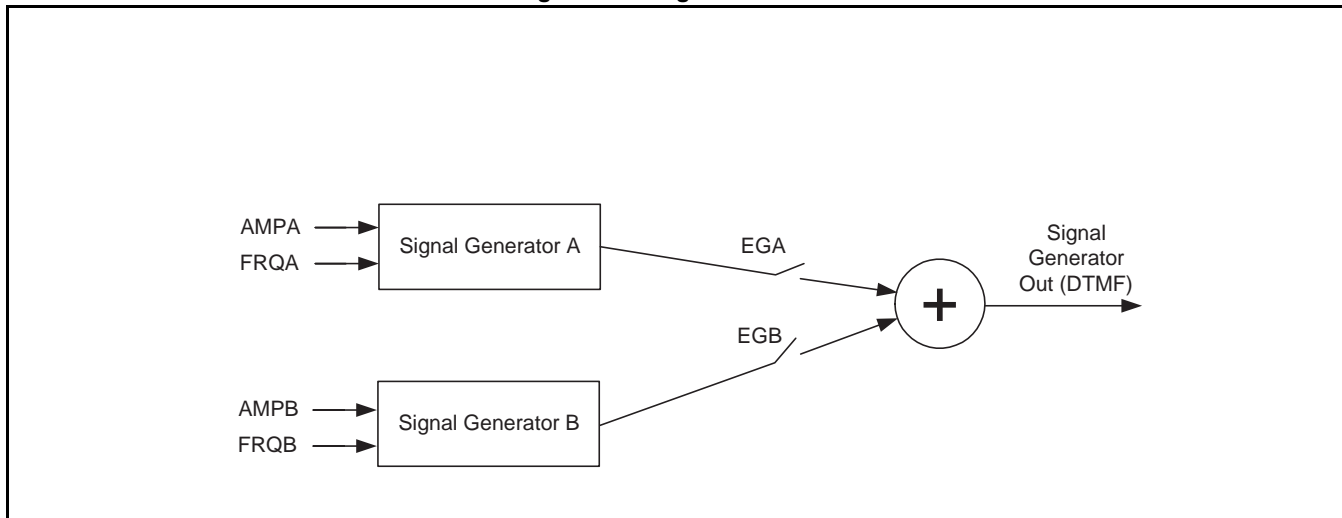 AMPA
FRQA
Signal Generator A
EGA
Signal
Generator
Out (DTMF)
+
EGB
AMPB
FRQB
Signal Generator B